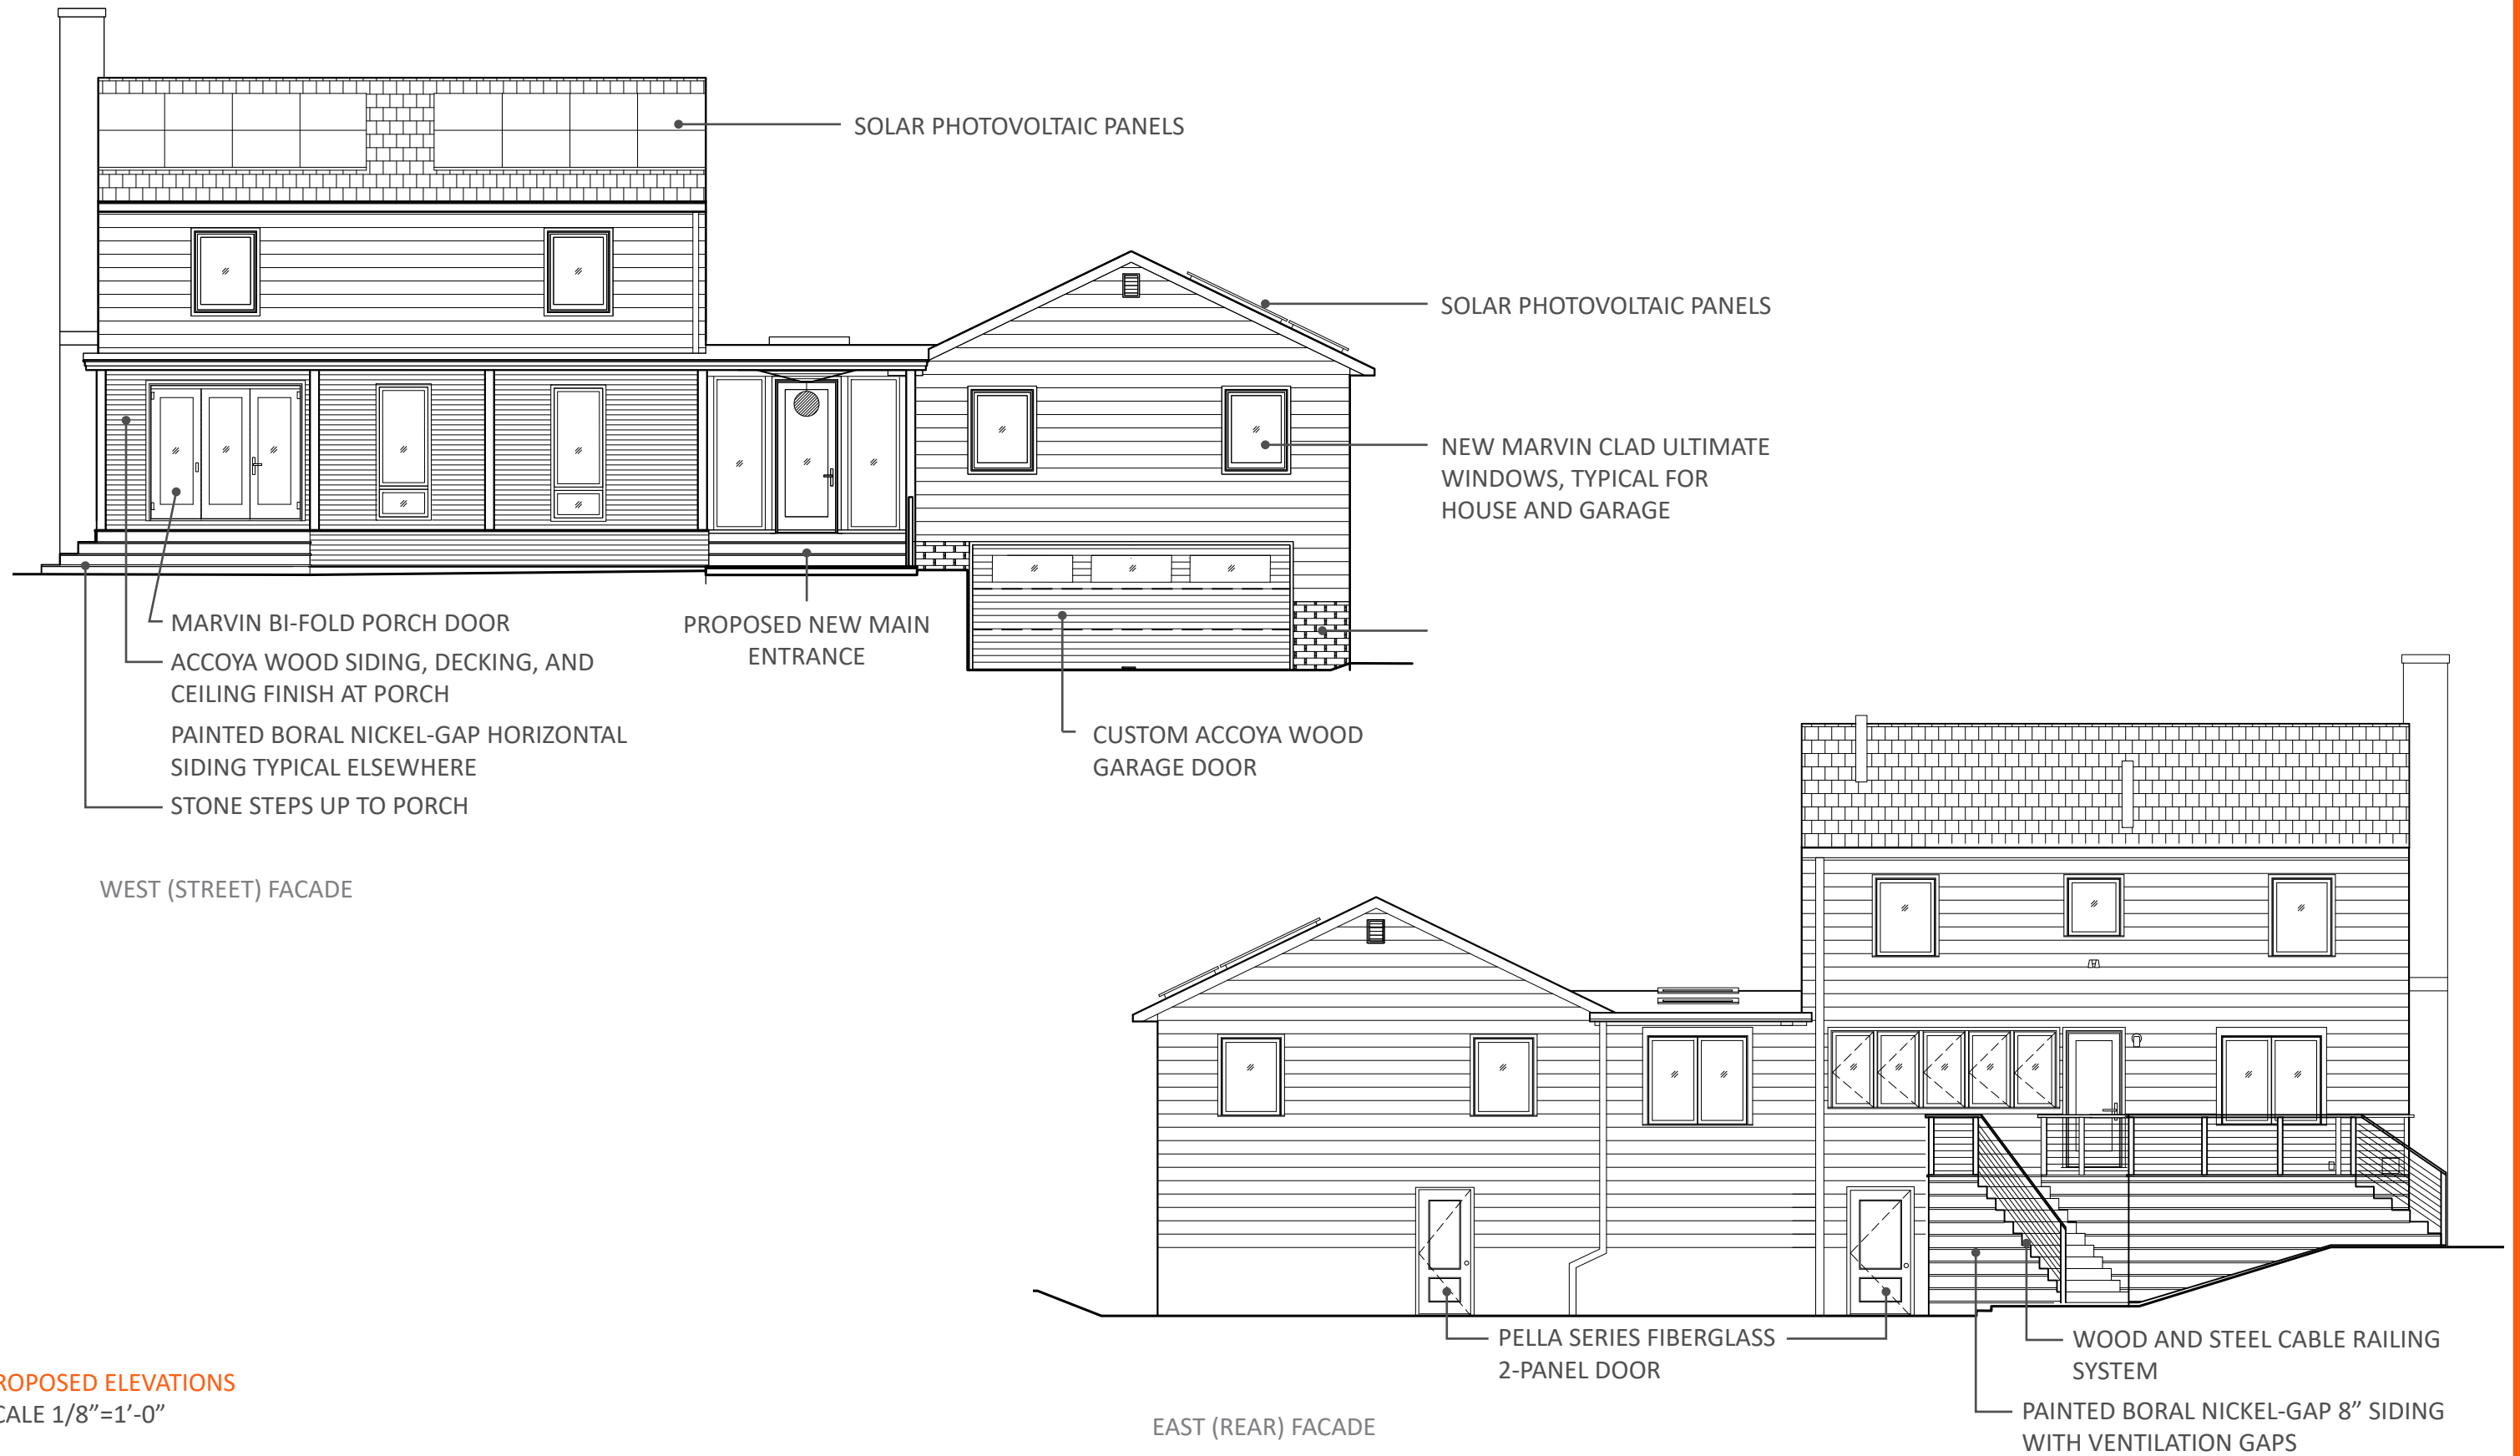 SOLAR PHOTOVOLTAIC PANELS
SOLAR PHOTOVOLTAIC PANELS
NEW MARVIN CLAD ULTIMATE
WINDOWS, TYPICAL FOR
HOUSE AND GARAGE
MARVIN BI-FOLD PORCH DOOR
ACCOYA WOOD SIDING, DECKING, AND
CEILING FINISH AT PORCH
PAINTED BORAL NICKEL-GAP HORIZONTAL
SIDING TYPICAL ELSEWHERE
STONE STEPS UP TO PORCH
PROPOSED NEW MAIN
ENTRANCE
CUSTOM ACCOYA WOOD
GARAGE DOOR
WEST (STREET) FACADE
PELLA SERIES FIBERGLASS
2-PANEL DOOR
WOOD AND STEEL CABLE RAILING
SYSTEM
PAINTED BORAL NICKEL-GAP 8” SIDING
WITH VENTILATION GAPS
EAST (REAR) FACADE
ROPOSED ELEVATIONS
CALE 1/8”=1’-0”